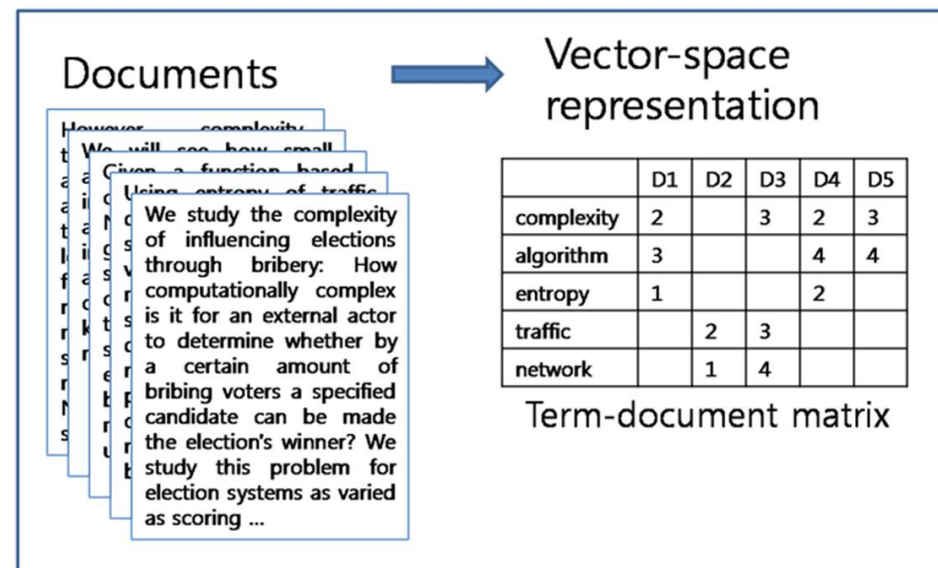 Documents
Vector-space
representation
However complexity
We will see how small
Given a function based
Using entropy of traffic
We study the complexity
of influencing elections
through bribery: How
computationally complex
is it for an external actor
to determine whether by
a certain amount of
bribing voters a specified
candidate can be made
the election's winner? We
study this problem for
election systems as varied
as scoring ...
D1 D2 D3 D4 D5
complexity 2 3 2 3
algorithm 3 4 4
entropy 1 2
traffic 2 3
network 1 4
Term-document matrix